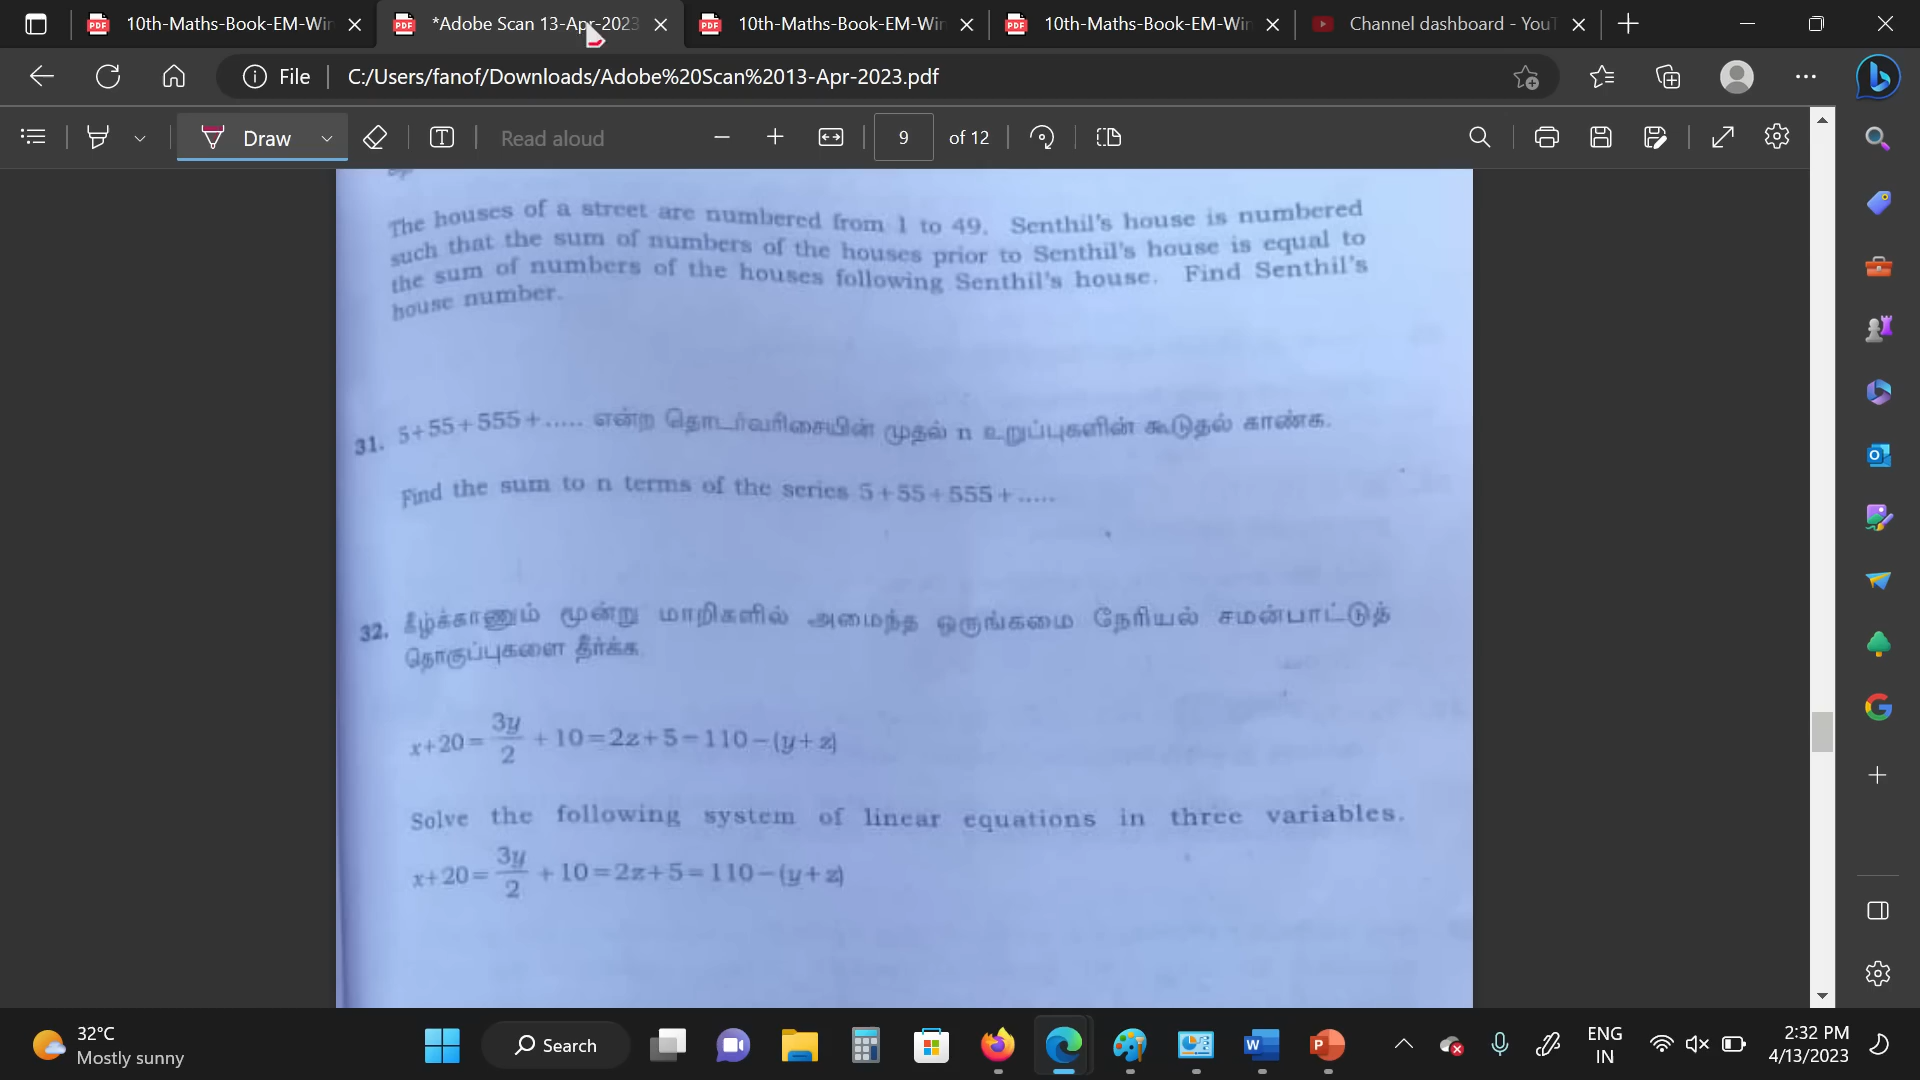 10th-Maths-Book-EM-Wir
*Adobe Scan 13-Apr-2023
10th-Maths-Book-EM-Wir
10th-Maths-Book-EM-Wir
Channel dashboard - YouT
File
C:/Users/fanof/Downloads/Adobe%20Scan%2013-Apr-2023.pdf
Draw
Read aloud
9
of 12
The houses of a street are numbered from 1 to 49. Senthil's house is numbered
such that the sum of numbers of the houses prior to Senthil's house is equal to
the sum of numbers of the houses following Senthil's house. Find Senthil's
house number.
31. 5+55+555+..... என்ற தொடர்வரிசையின் முதல் n உறுப்புகளின் கூடுதல் காண்க.
Find the sum to n terms of the series 5+55+555+.....
32. கீழ்க்காணும் மூன்று மாறிகளில் அமைந்த ஒருங்கமை நேரியல் சமன்பாட்டுத்
தொகுப்புகளை தீர்க்க
x+20=3y/2+10=2z+5=110-(y+z)
Solve the following system of linear equations in three variables.
x+20=3y/2+10=2z+5=110-(y+z)
32°C
Mostly sunny
Search
ENG
IN
2:32 PM
4/13/2023